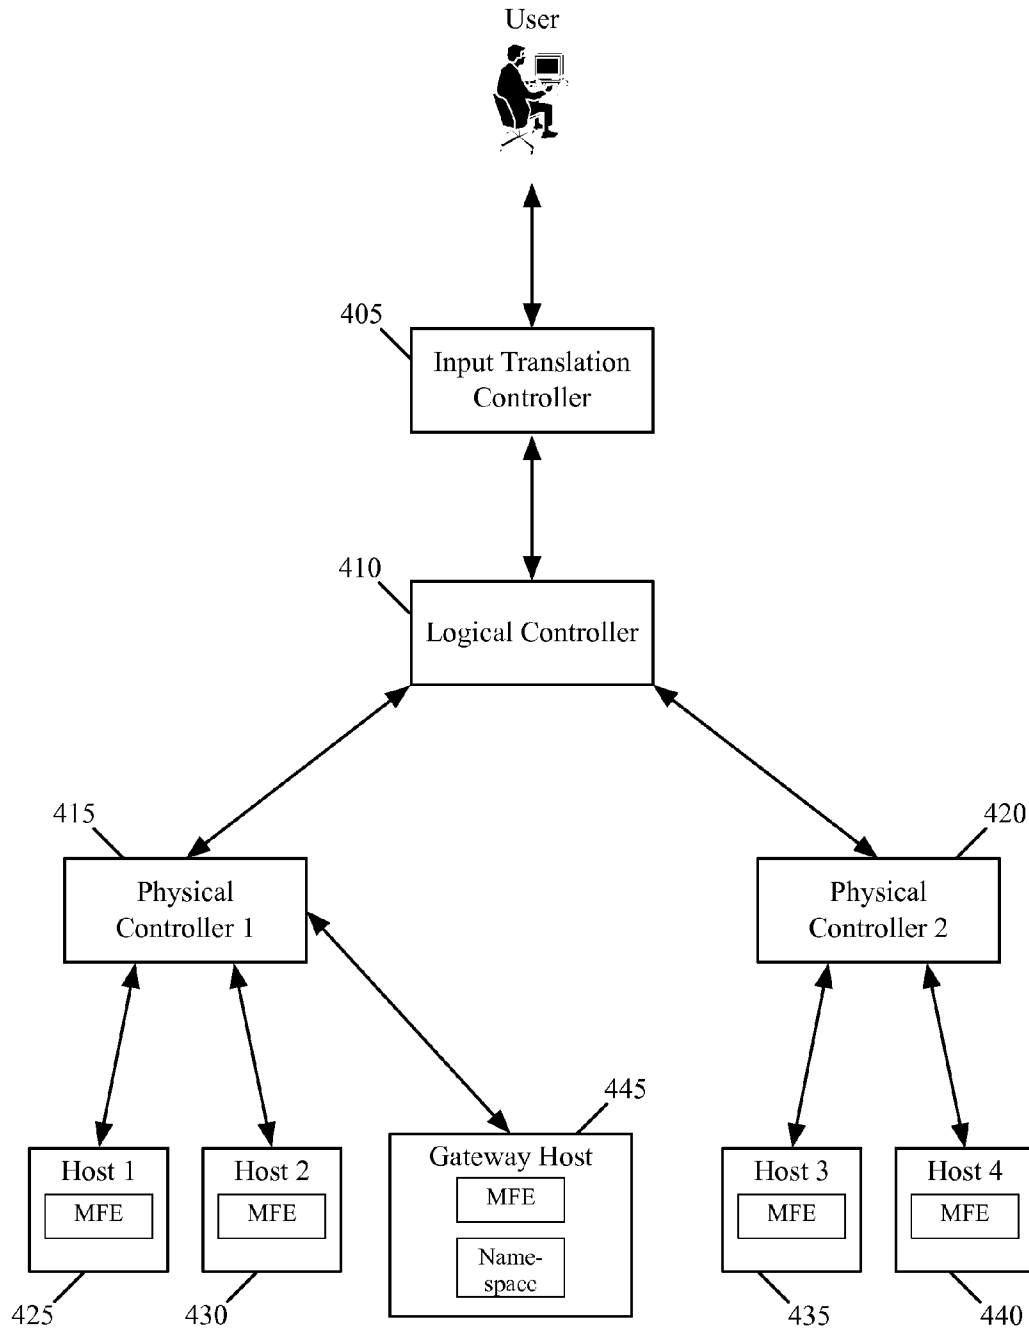 User
405
Input Translation
Controller
410
Logical Controller
415
420
Physical
Controller 1
Physical
Controller 2
445
Host 1
MFE
Host 2
MFE
Gateway Host
MFE
Name-
space
Host 3
MFE
Host 4
MFE
425
430
435
440